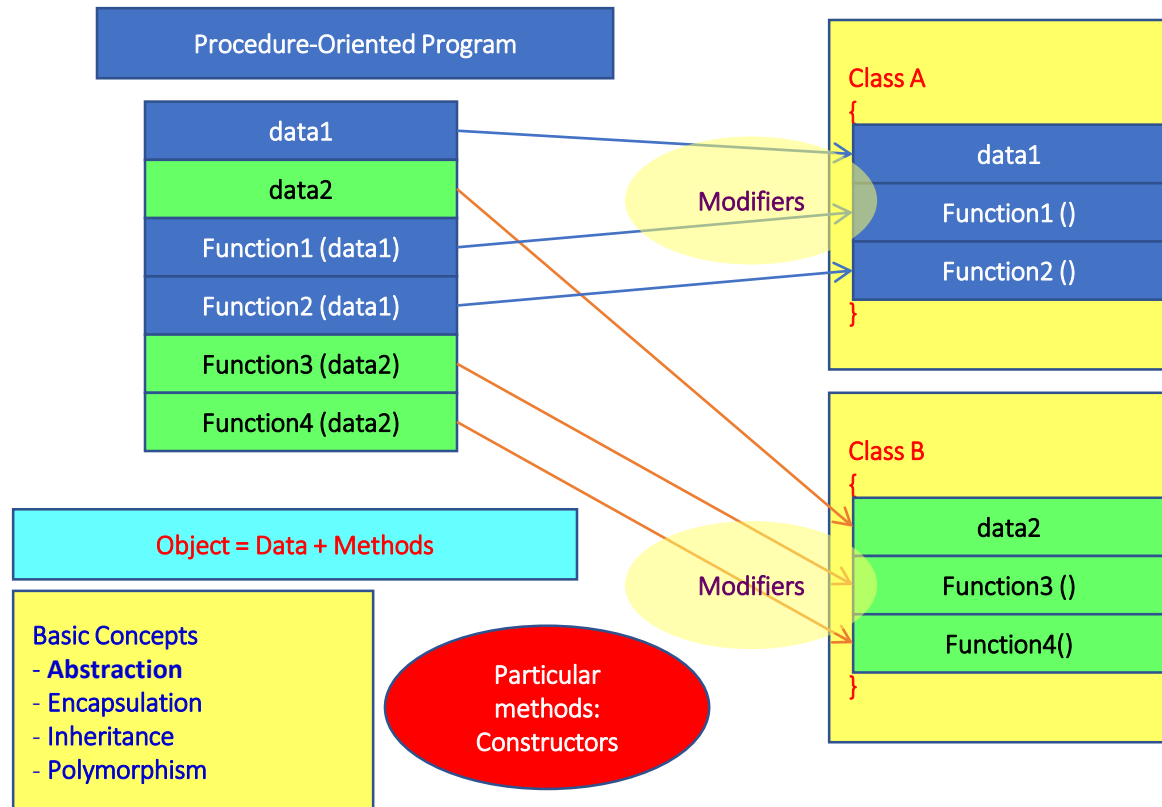 Procedure-Oriented Program
data1
data2
Function1 (data1)
Function2 (data1)
Function3 (data2)
Function4 (data2)
Modifiers
Class A
{
data1
Function1 ()
Function2 ()
}
Object = Data + Methods
Modifiers
Class B
{
data2
Function3 ()
Function4()
}
Basic Concepts
- Abstraction
- Encapsulation
- Inheritance
- Polymorphism
Particular
methods:
Constructors